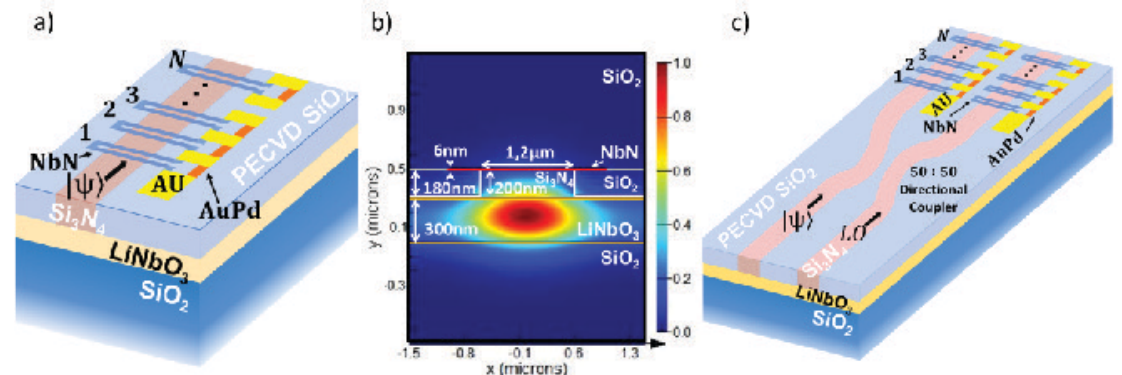 a)
N
3
2
1
NbN
|ψ⟩
AU
AuPd
PECVD SiO2
Si3N4
LiNbO3
SiO2
b)
SiO2
6nm
1,2μm
NbN
Si3N4
SiO2
180nm
200nm
300nm
LiNbO3
SiO2
y (microns)
0.9
0.5
0.1
-0.3
-1.5
-0.8
-0.1
0.6
1.3
x (microns)
1.0
0.8
0.6
0.4
0.2
0.0
c)
N
3
2
1
AU
NbN
AuPd
50 : 50
Directional
Coupler
PECVD SiO2
|ψ⟩
LO
Si3N4
LiNbO3
SiO2